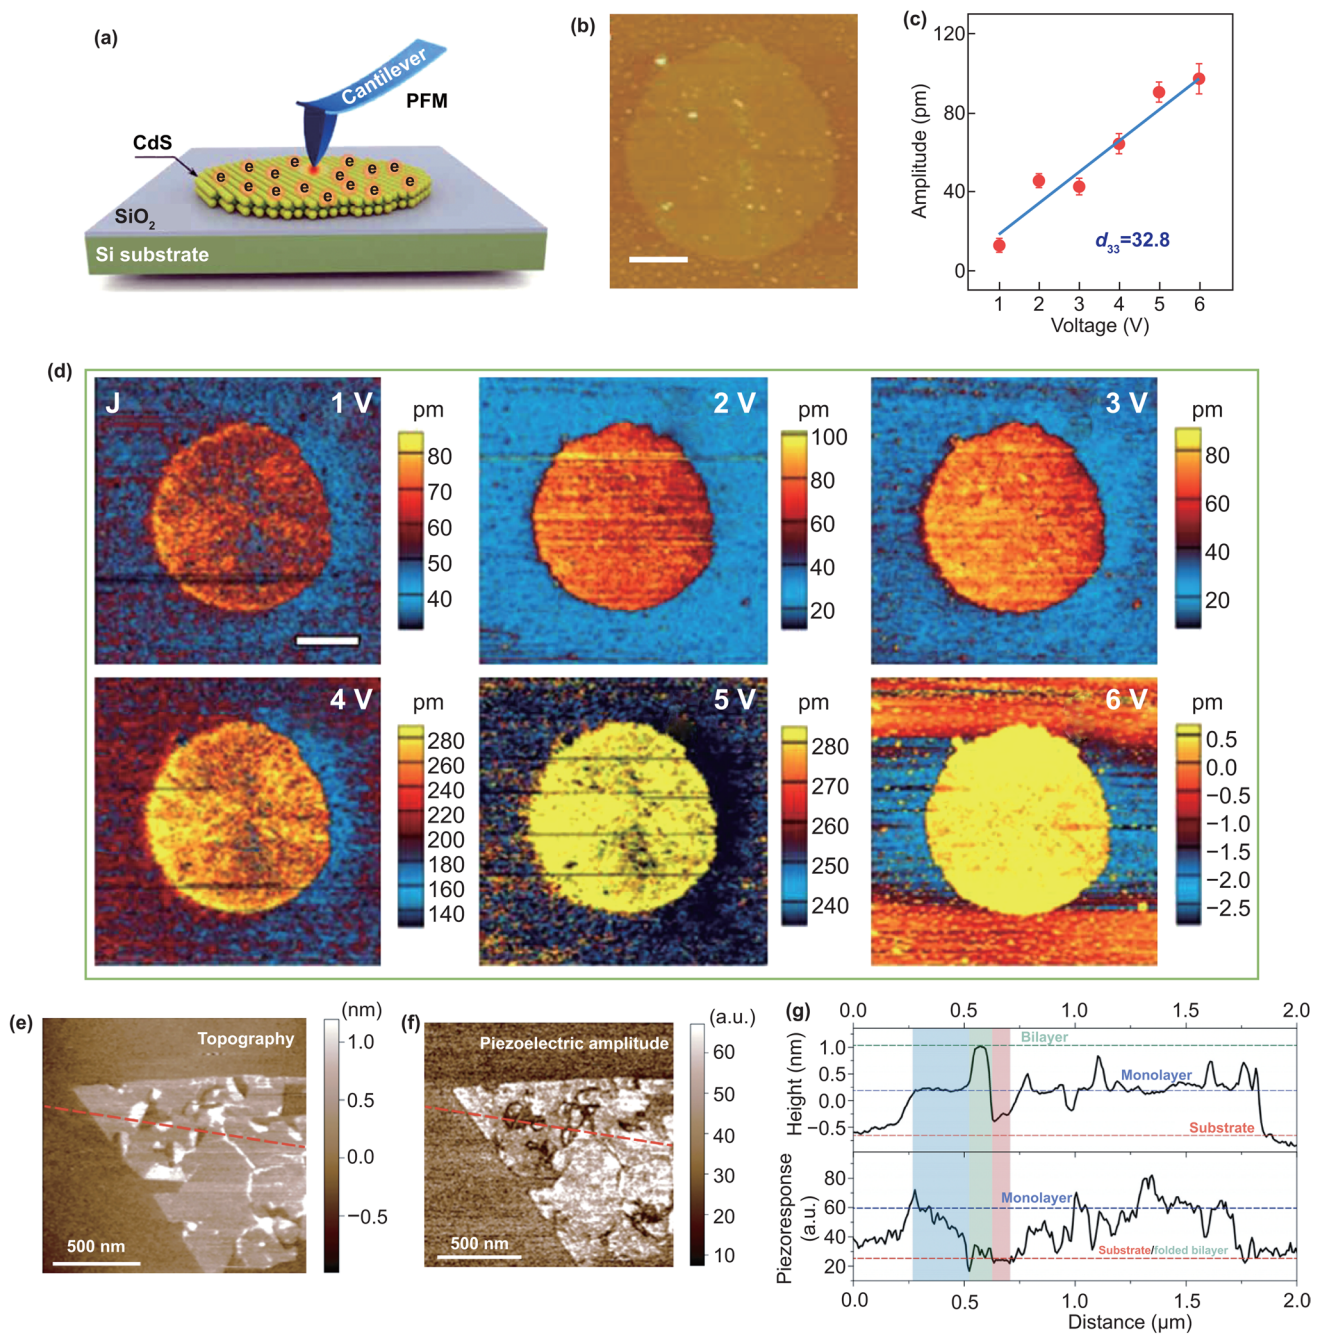 (a)
Cantilever
PFM
CdS
e e e e e e e e e e e e e e
SiO2
Si substrate
(b)
(c)
120
80
40
0
Amplitude (pm)
d33=32.8
1 2 3 4 5 6
Voltage (V)
(d)
J
1 V
pm
80
70
60
50
40
2 V
pm
100
80
60
40
20
3 V
pm
80
60
40
20
4 V
pm
280
260
240
220
200
180
160
140
5 V
pm
280
270
260
250
240
6 V
pm
0.5
0.0
−0.5
−1.0
−1.5
−2.0
−2.5
(e)
Topography
500 nm
(nm)
1.0
0.5
0.0
−0.5
(f)
Piezoelectric amplitude
500 nm
(a.u.)
60
50
40
30
20
10
(g)
0.0 0.5 1.0 1.5 2.0
Height (nm)
1.0
0.5
0.0
−0.5
Bilayer
Monolayer
Substrate
Piezoresponse
(a.u.)
80
60
40
20
Monolayer
Substrate/folded bilayer
0.0 0.5 1.0 1.5 2.0
Distance (μm)